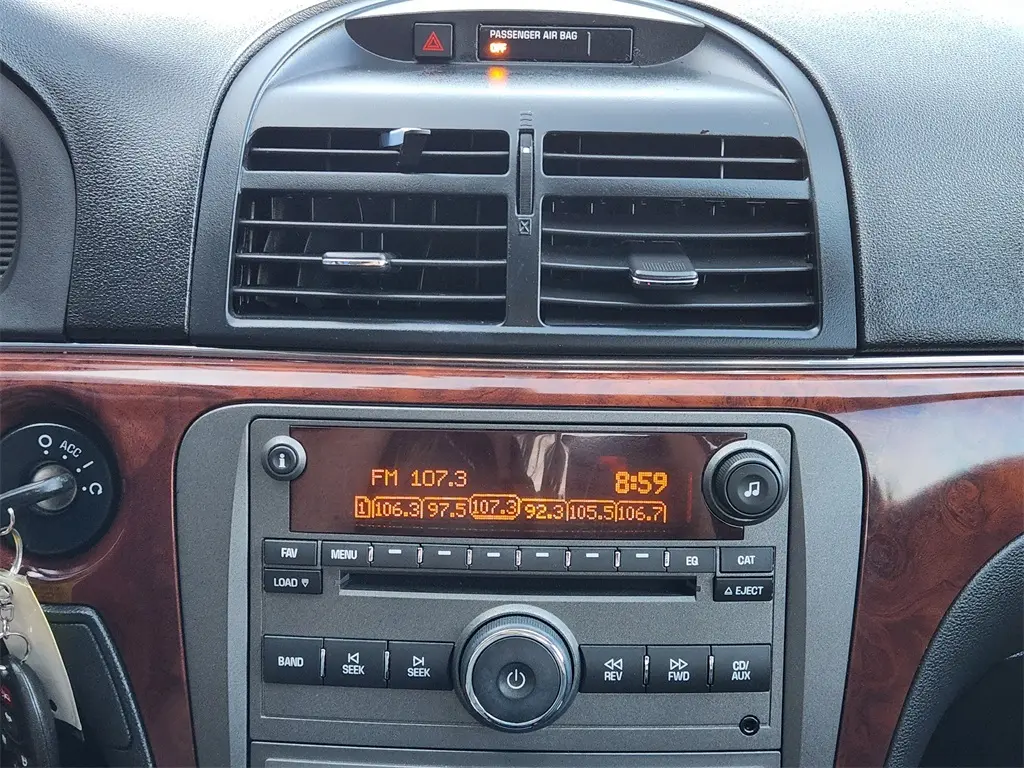 PASSENGER AIR BAG
OFF
ACC
i
FM 107.3 8:59
1 106.3 97.5 107.3 92.3 105.5 106.7
FAV MENU EQ CAT
LOAD EJECT
BAND SEEK SEEK REV FWD CD/
AUX